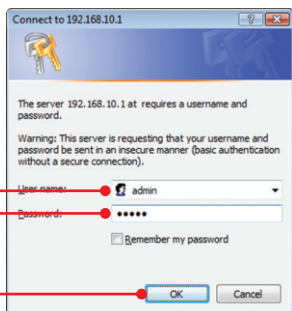 Connect to 192.168.10.1
The server 192.168.10.1 at requires a username and
password.
Warning: This server is requesting that your username and
password be sent in an insecure manner (basic authentication
without a secure connection).
User name:
admin
Password:
•••••
Remember my password
OK Cancel